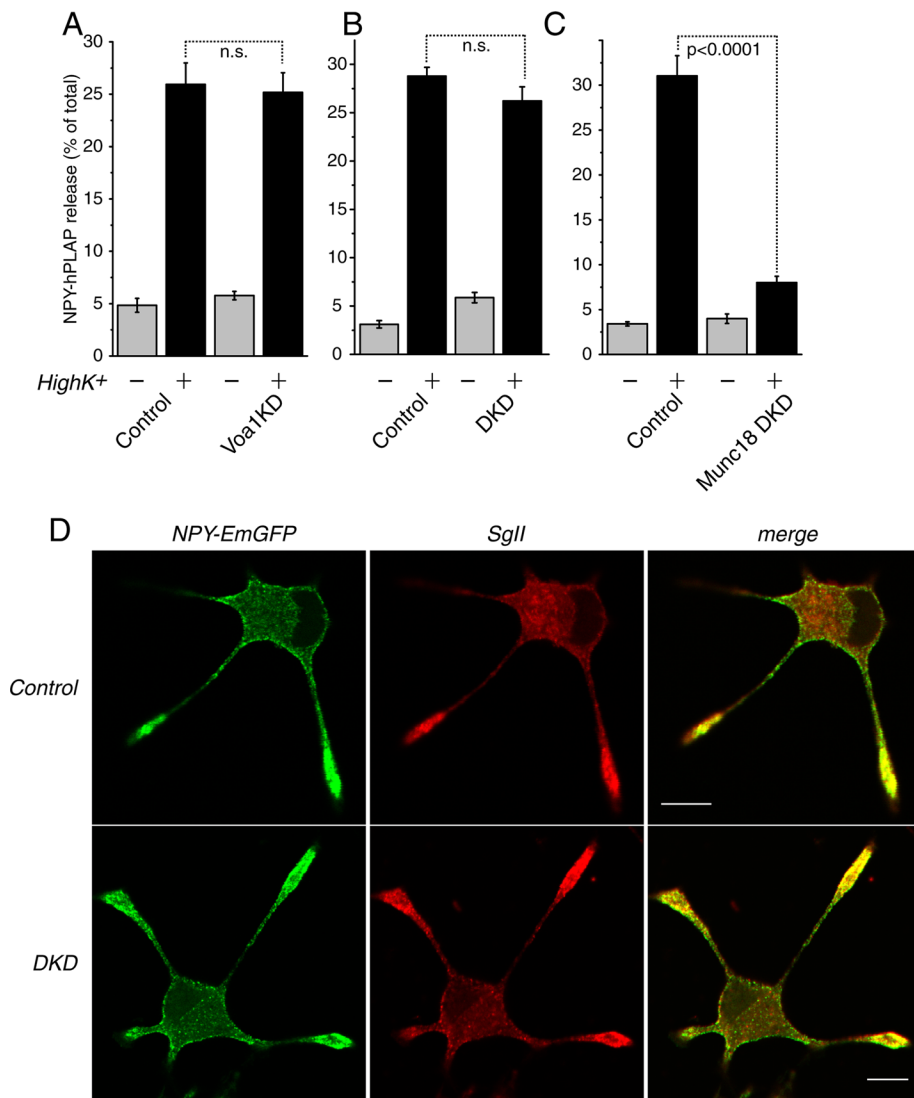 A
B
C
NPY-hPLAP release (% of total)
30
25
20
15
10
5
0
n.s.
30
25
20
15
10
5
0
n.s.
35
30
25
20
15
10
5
0
p<0.0001
HighK+
− + − +
− + − +
− + − +
Control
Voa1KD
Control
DKD
Control
Munc18 DKD
D
NPY-EmGFP
SgII
merge
Control
DKD